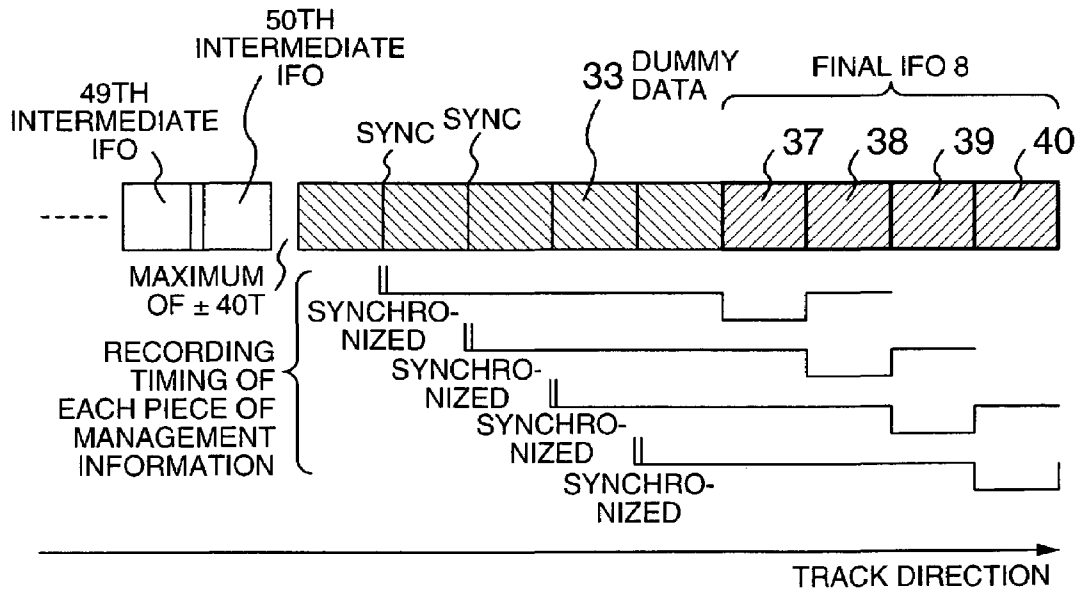 50TH
INTERMEDIATE
IFO
49TH
INTERMEDIATE
IFO
SYNC
SYNC
33 DUMMY
DATA
FINAL IFO 8
37
38
39
40
MAXIMUM
OF ± 40T
RECORDING
TIMING OF
EACH PIECE OF
MANAGEMENT
INFORMATION
SYNCHRO-
NIZED
SYNCHRO-
NIZED
SYNCHRO-
NIZED
SYNCHRO-
NIZED
TRACK DIRECTION